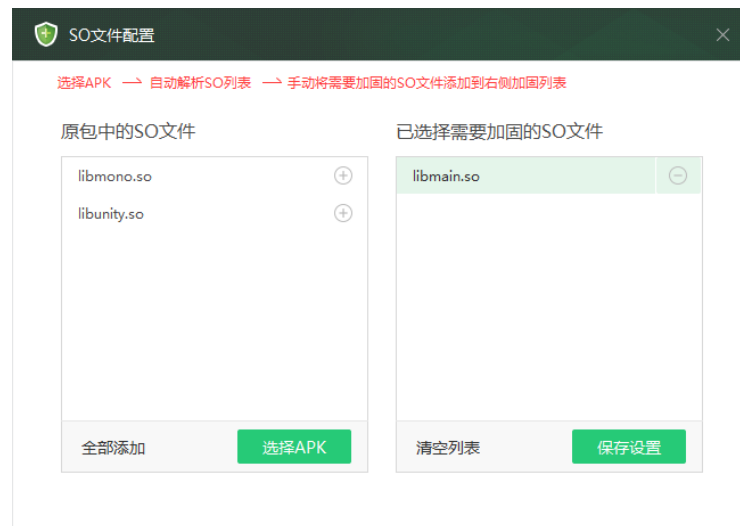 SO文件配置
选择APK → 自动解析SO列表 → 手动将需要加固的SO文件添加到右侧加固列表
原包中的SO文件
已选择需要加固的SO文件
libmono.so
libmain.so
libunity.so
全部添加
选择APK
清空列表
保存设置